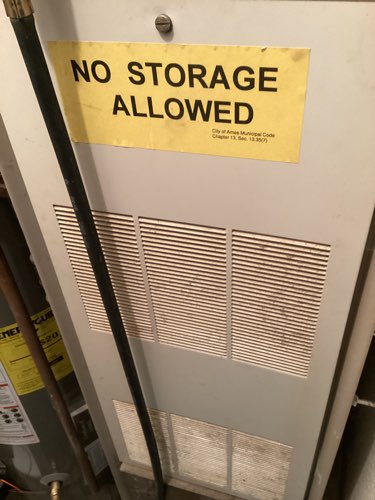 NO STORAGE
ALLOWED
City of Ames Municipal Code
Chapter 13, Sec. 13.35(7)